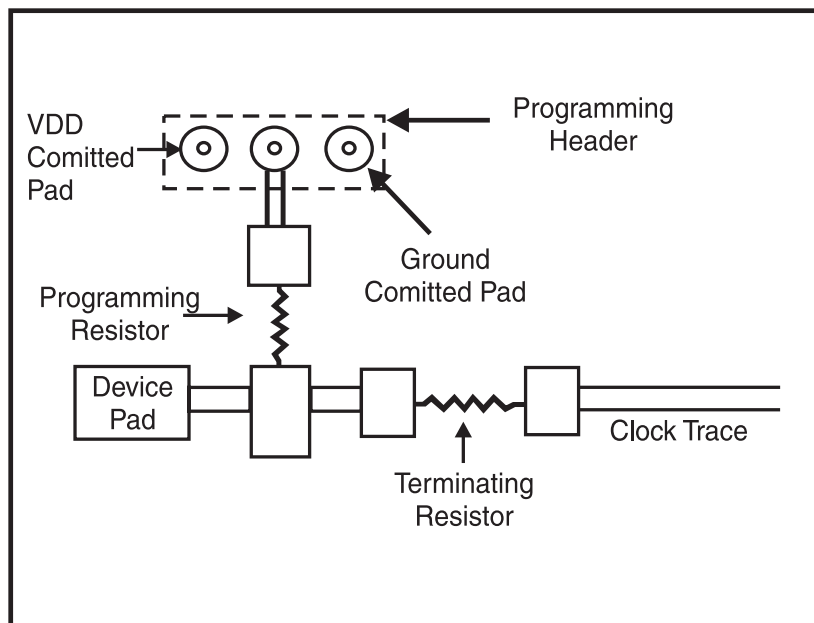 VDD
Comitted
Pad
Programming
Header
Ground
Comitted Pad
Programming
Resistor
Device
Pad
Clock Trace
Terminating
Resistor